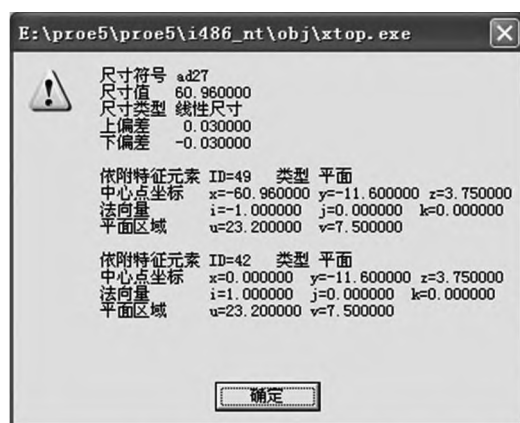 E:\proe5\proe5\i486_nt\obj\xtop.exe
尺寸符号 ad27
尺寸值 60.960000
尺寸类型 线性尺寸
上偏差 0.030000
下偏差 -0.030000
依附特征元素 ID=49 类型 平面
中心点坐标 x=-60.960000 y=-11.600000 z=3.750000
法向量 i=-1.000000 j=0.000000 k=0.000000
平面区域 u=23.200000 v=7.500000
依附特征元素 ID=42 类型 平面
中心点坐标 x=0.000000 y=-11.600000 z=3.750000
法向量 i=1.000000 j=0.000000 k=0.000000
平面区域 u=23.200000 v=7.500000
确定